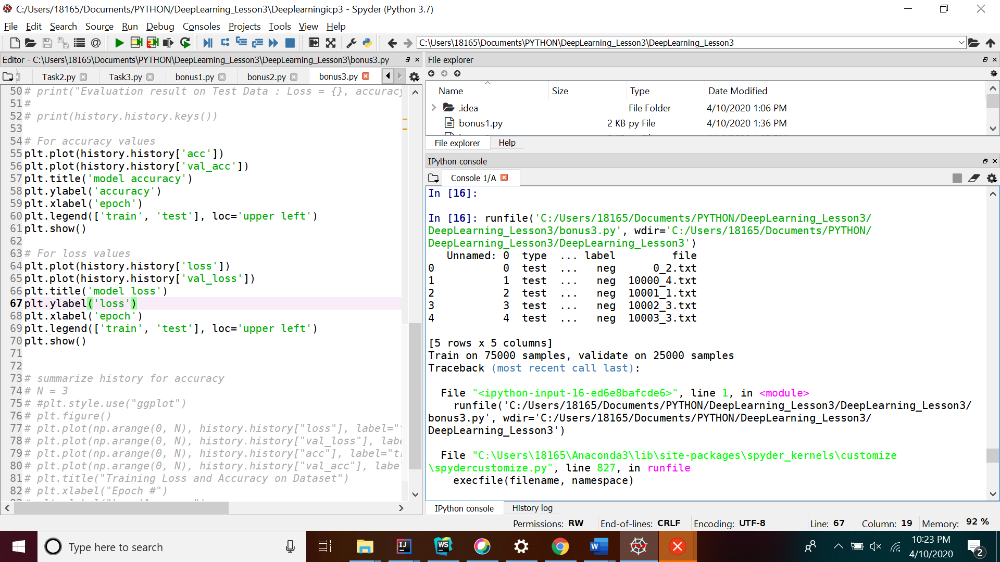 C:/Users/18165/Documents/PYTHON/DeepLearning_Lesson3\Deeplearningicp3 - Spyder (Python 3.7)
File Edit Search Source Run Debug Consoles Projects Tools View Help
C:\Users\18165\Documents\PYTHON\DeepLearning_Lesson3\DeepLearning_Lesson3
Editor - C:\Users\18165\Documents\PYTHON\DeepLearning_Lesson3\DeepLearning_Lesson3\bonus3.py
Task2.py Task3.py bonus1.py bonus2.py bonus3.py
50 # print("Evaluation result on Test Data : Loss = {}, accuracy
51 #
52 # print(history.history.keys())
53
54 # For accuracy values
55 plt.plot(history.history['acc'])
56 plt.plot(history.history['val_acc'])
57 plt.title('model accuracy')
58 plt.ylabel('accuracy')
59 plt.xlabel('epoch')
60 plt.legend(['train', 'test'], loc='upper left')
61 plt.show()
62
63 # For loss values
64 plt.plot(history.history['loss'])
65 plt.plot(history.history['val_loss'])
66 plt.title('model loss')
67 plt.ylabel('loss')
68 plt.xlabel('epoch')
69 plt.legend(['train', 'test'], loc='upper left')
70 plt.show()
71
72
73 # summarize history for accuracy
74 # N = 3
75 # #plt.style.use("ggplot")
76 # plt.figure()
77 # plt.plot(np.arange(0, N), history.history["loss"], label="t
78 # plt.plot(np.arange(0, N), history.history["val_loss"], labe
79 # plt.plot(np.arange(0, N), history.history["acc"], label="t
80 # plt.plot(np.arange(0, N), history.history["val_acc"], labe
81 # plt.title("Training Loss and Accuracy on Dataset")
82 # plt.xlabel("Epoch #")
File explorer
Name Size Type Date Modified
.idea File Folder 4/10/2020 1:06 PM
bonus1.py 2 KB py File 4/10/2020 1:36 PM
File explorer Help
IPython console
Console 1/A
In [16]:
In [16]: runfile('C:/Users/18165/Documents/PYTHON/DeepLearning_Lesson3/
DeepLearning_Lesson3/bonus3.py', wdir='C:/Users/18165/Documents/PYTHON/
DeepLearning_Lesson3/DeepLearning_Lesson3')
Unnamed: 0 type ... label file
0 0 test ... neg 0_2.txt
1 1 test ... neg 10000_4.txt
2 2 test ... neg 10001_1.txt
3 3 test ... neg 10002_3.txt
4 4 test ... neg 10003_3.txt
[5 rows x 5 columns]
Train on 75000 samples, validate on 25000 samples
Traceback (most recent call last):
File "<ipython-input-16-ed6e8bafcde6>", line 1, in <module>
runfile('C:/Users/18165/Documents/PYTHON/DeepLearning_Lesson3/DeepLearning_Lesson3/
bonus3.py', wdir='C:/Users/18165/Documents/PYTHON/DeepLearning_Lesson3/
DeepLearning_Lesson3')
File "C:\Users\18165\Anaconda3\lib\site-packages\spyder_kernels\customize
\spydercustomize.py", line 827, in runfile
execfile(filename, namespace)
IPython console History log
Permissions: RW End-of-lines: CRLF Encoding: UTF-8 Line: 67 Column: 19 Memory: 92 %
Type here to search
IJ
WS
W
10:23 PM
4/10/2020
2